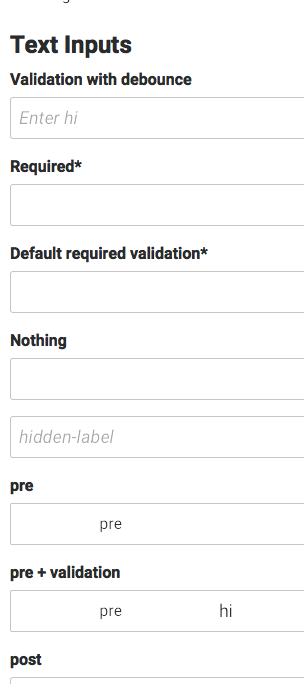 Text Inputs
Validation with debounce
Enter hi
Required*
Default required validation*
Nothing
hidden-label
pre
pre
pre + validation
pre hi
post